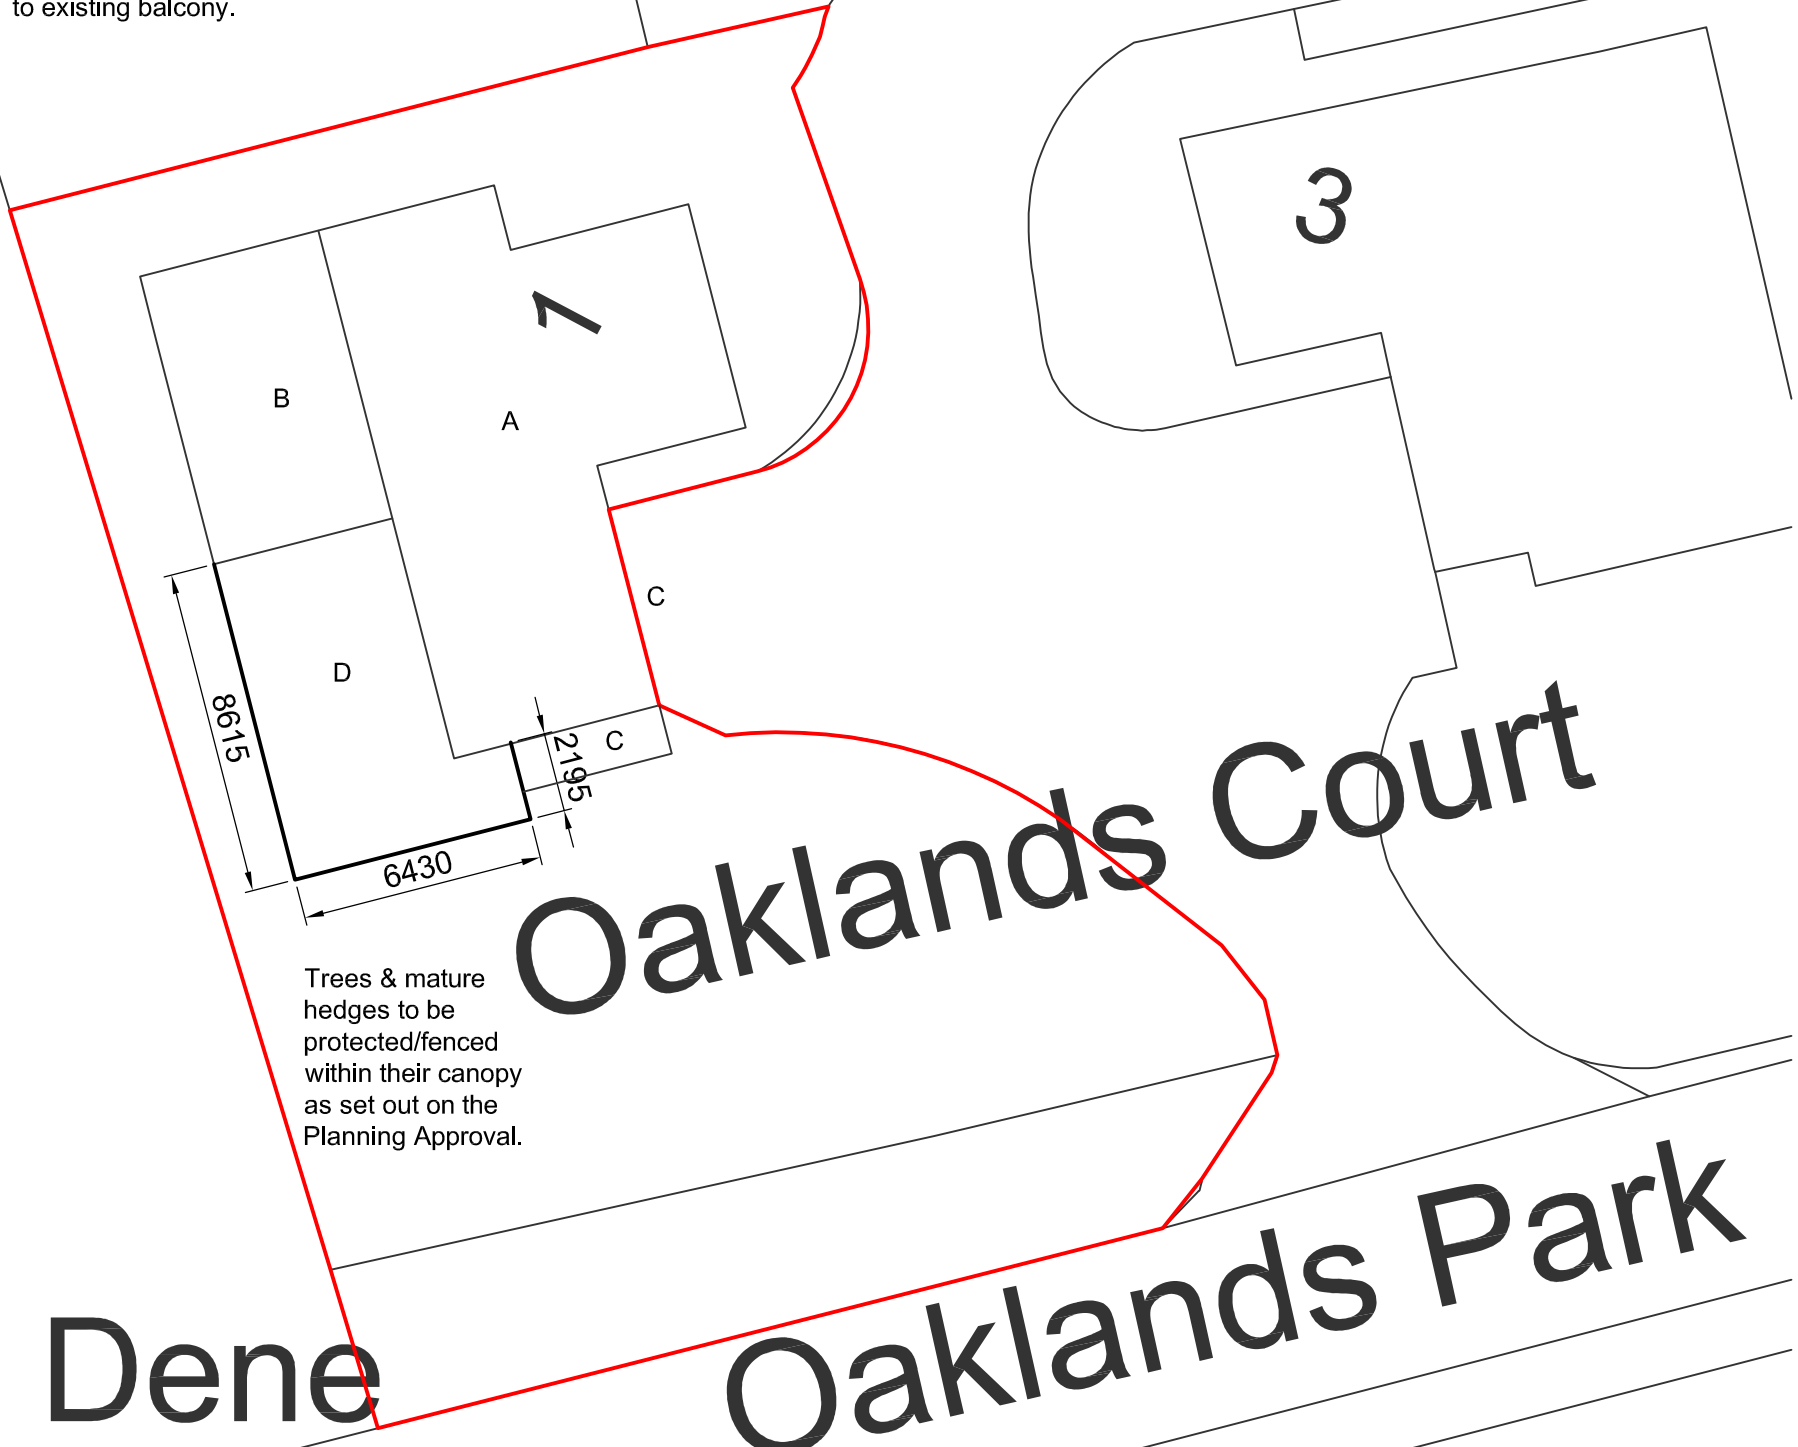 to existing balcony.
3
1
B
A
C
D
8615
C
2195
6430
Oaklands Court
Trees & mature
hedges to be
protected/fenced
within their canopy
as set out on the
Planning Approval.
Oaklands Park
Dene